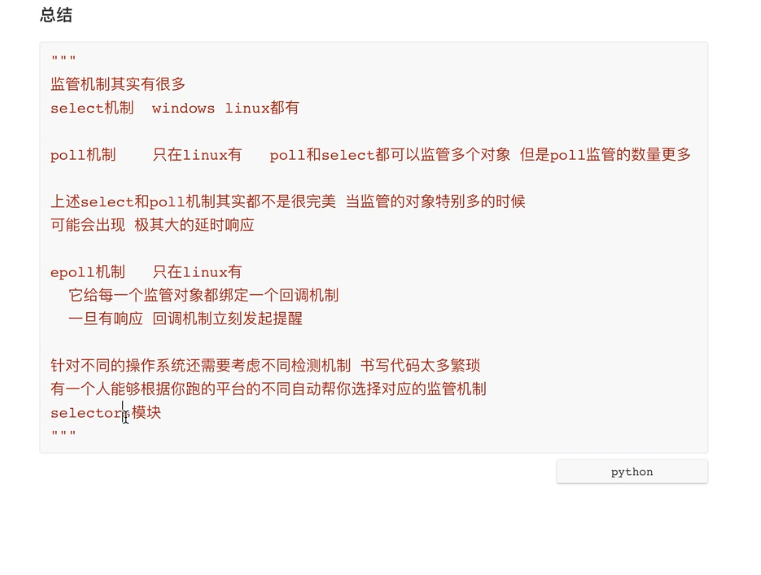 总结
"""
监管机制其实有很多
select机制  windows linux都有
poll机制    只在linux有   poll和select都可以监管多个对象 但是poll监管的数量更多
上述select和poll机制其实都不是很完美 当监管的对象特别多的时候
可能会出现 极其大的延时响应
epoll机制   只在linux有
它给每一个监管对象都绑定一个回调机制
一旦有响应 回调机制立刻发起提醒
针对不同的操作系统还需要考虑不同检测机制 书写代码太多繁琐
有一个人能够根据你跑的平台的不同自动帮你选择对应的监管机制
selectors模块
"""
python